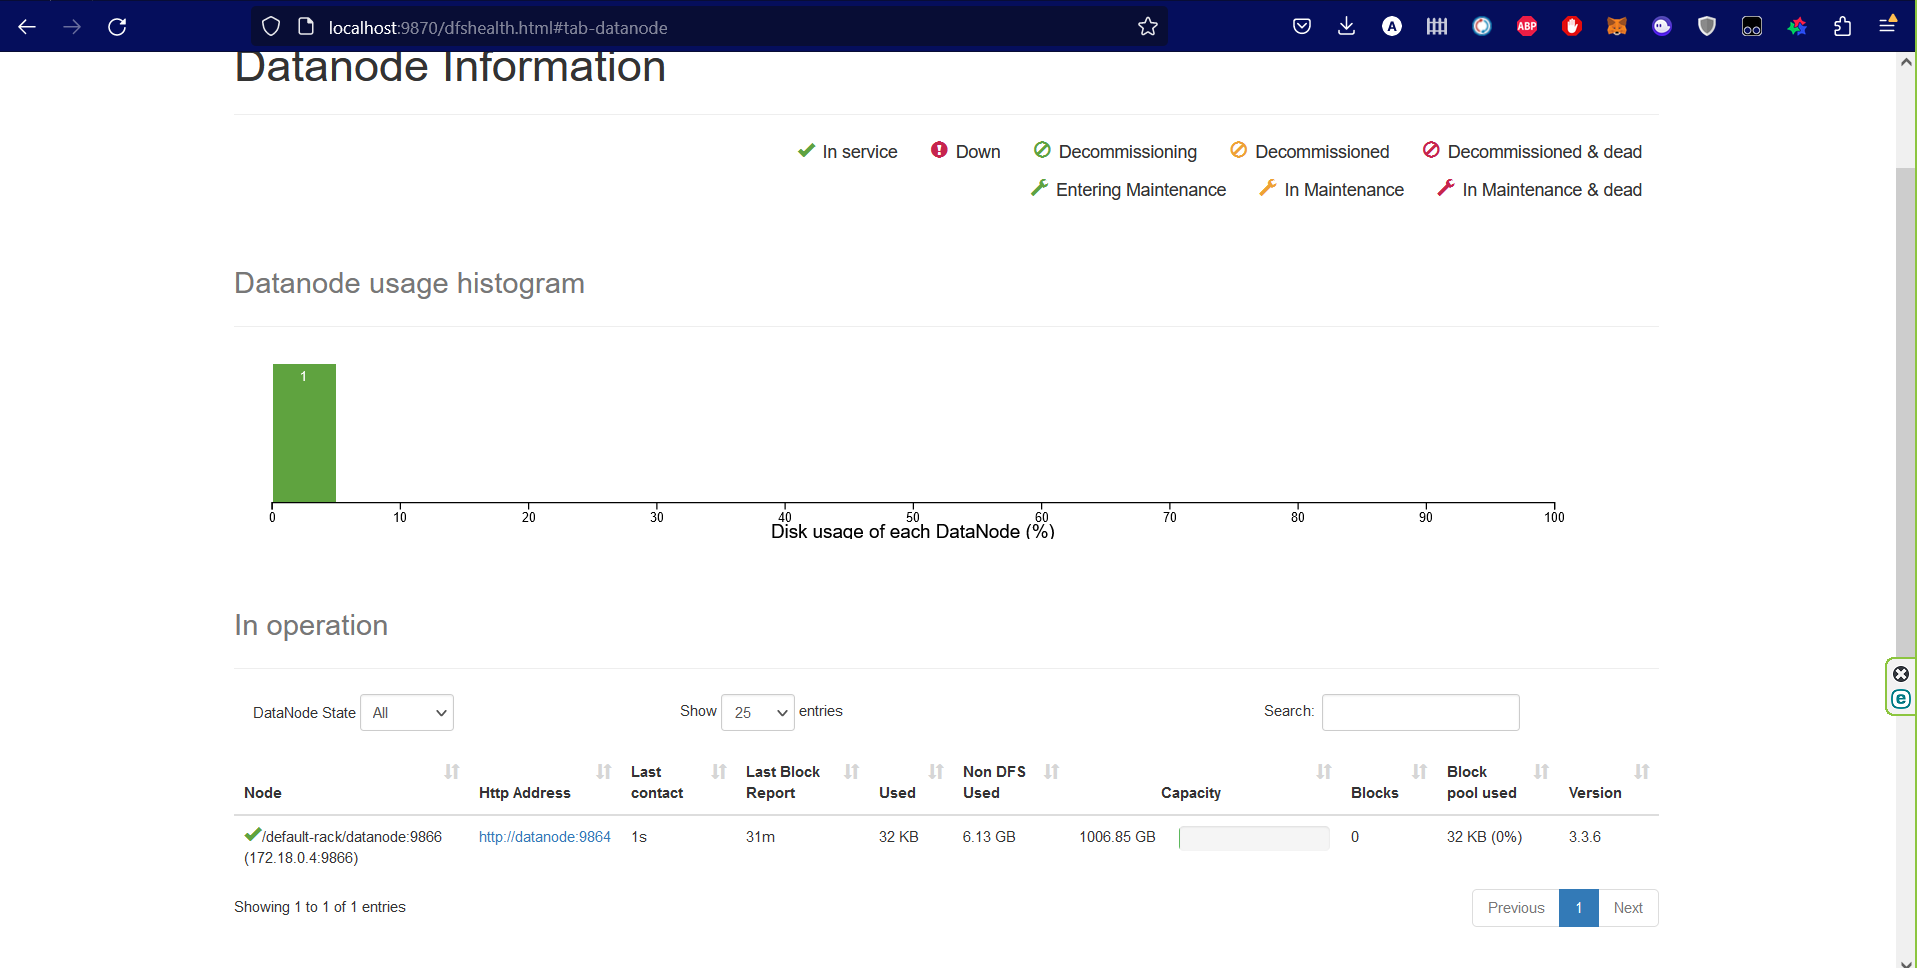 localhost:9870/dfshealth.html#tab-datanode
A
ABP
Datanode Information
In service Down Decommissioning Decommissioned Decommissioned & dead
Entering Maintenance In Maintenance In Maintenance & dead
Datanode usage histogram
1
0 10 20 30 40 50 60 70 80 90 100
Disk usage of each DataNode (%)
In operation
DataNode State All Show 25 entries Search:
Node Http Address Last contact Last Block Report Used Non DFS Used Capacity Blocks Block pool used Version
/default-rack/datanode:9866 http://datanode:9864 1s 31m 32 KB 6.13 GB 1006.85 GB 0 32 KB (0%) 3.3.6
(172.18.0.4:9866)
Showing 1 to 1 of 1 entries
Previous 1 Next
e